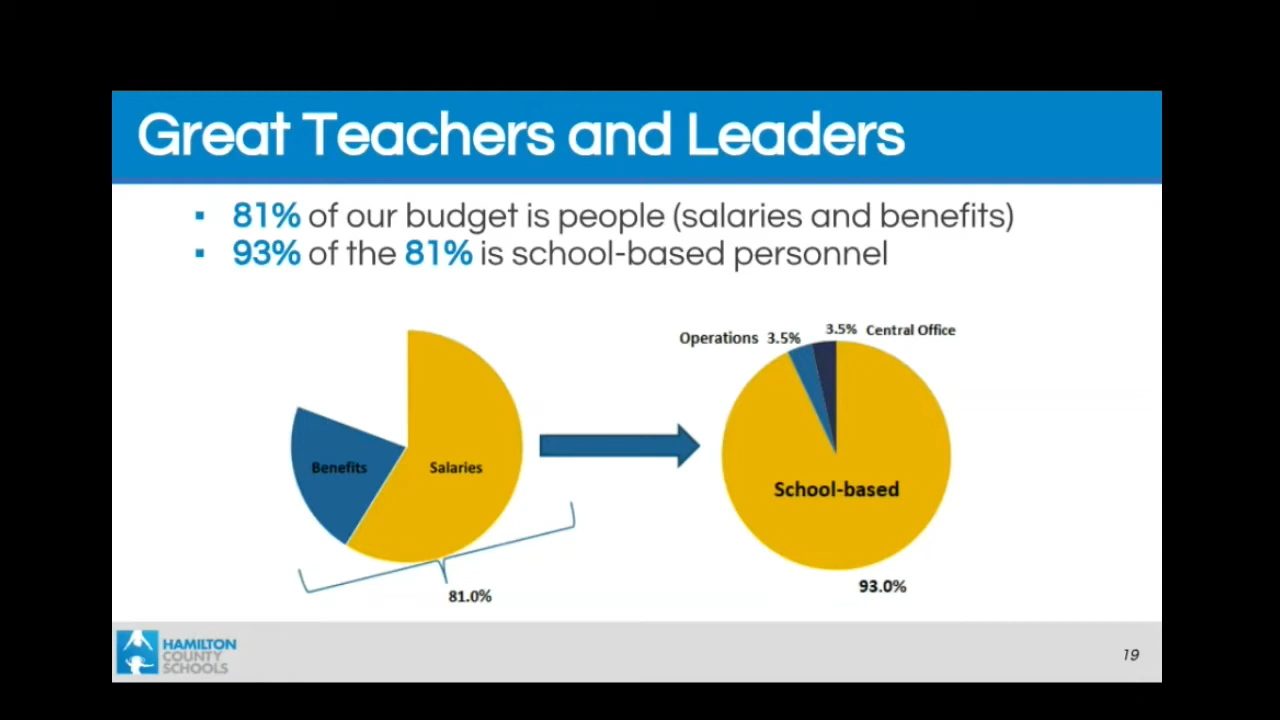 Great Teachers and Leaders
▪ 81% of our budget is people (salaries and benefits)
▪ 93% of the 81% is school-based personnel
Benefits
Salaries
81.0%
Operations 3.5%
3.5% Central Office
School-based
93.0%
HAMILTON
COUNTY
SCHOOLS
19